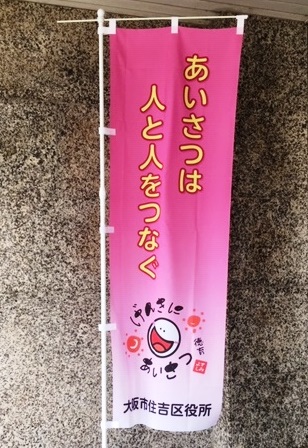 あいさつは
人と人をつなぐ
げんきに
あいさつ
大阪市住吉区役所